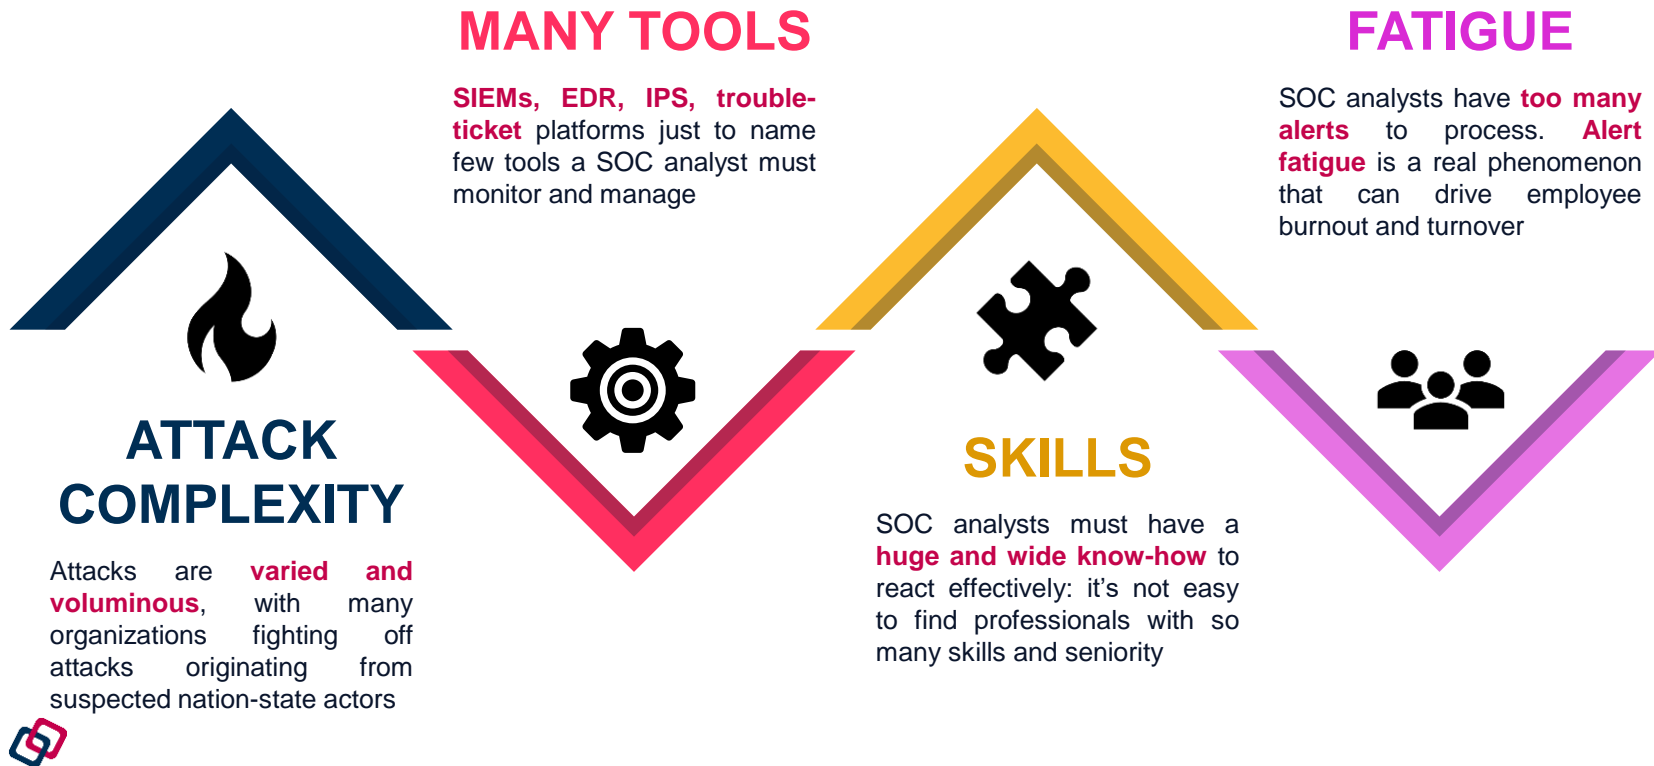 ATTACK
COMPLEXITY
Attacks are varied and
voluminous, with many
organizations fighting off
attacks originating from
suspected nation-state actors
MANY TOOLS
SIEMs, EDR, IPS, trouble-
ticket platforms just to name
few tools a SOC analyst must
monitor and manage
SKILLS
SOC analysts must have a
huge and wide know-how to
react effectively: it’s not easy
to find professionals with so
many skills and seniority
FATIGUE
SOC analysts have too many
alerts to process. Alert
fatigue is a real phenomenon
that can drive employee
burnout and turnover